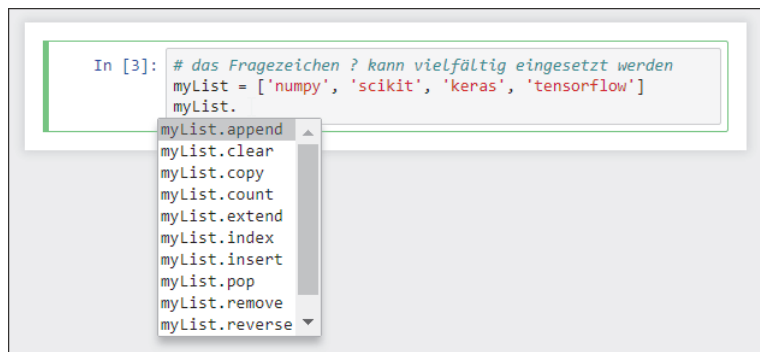 In [3]: # das Fragezeichen ? kann vielfältig eingesetzt werden
myList = ['numpy', 'scikit', 'keras', 'tensorflow']
myList.
myList.append
myList.clear
myList.copy
myList.count
myList.extend
myList.index
myList.insert
myList.pop
myList.remove
myList.reverse